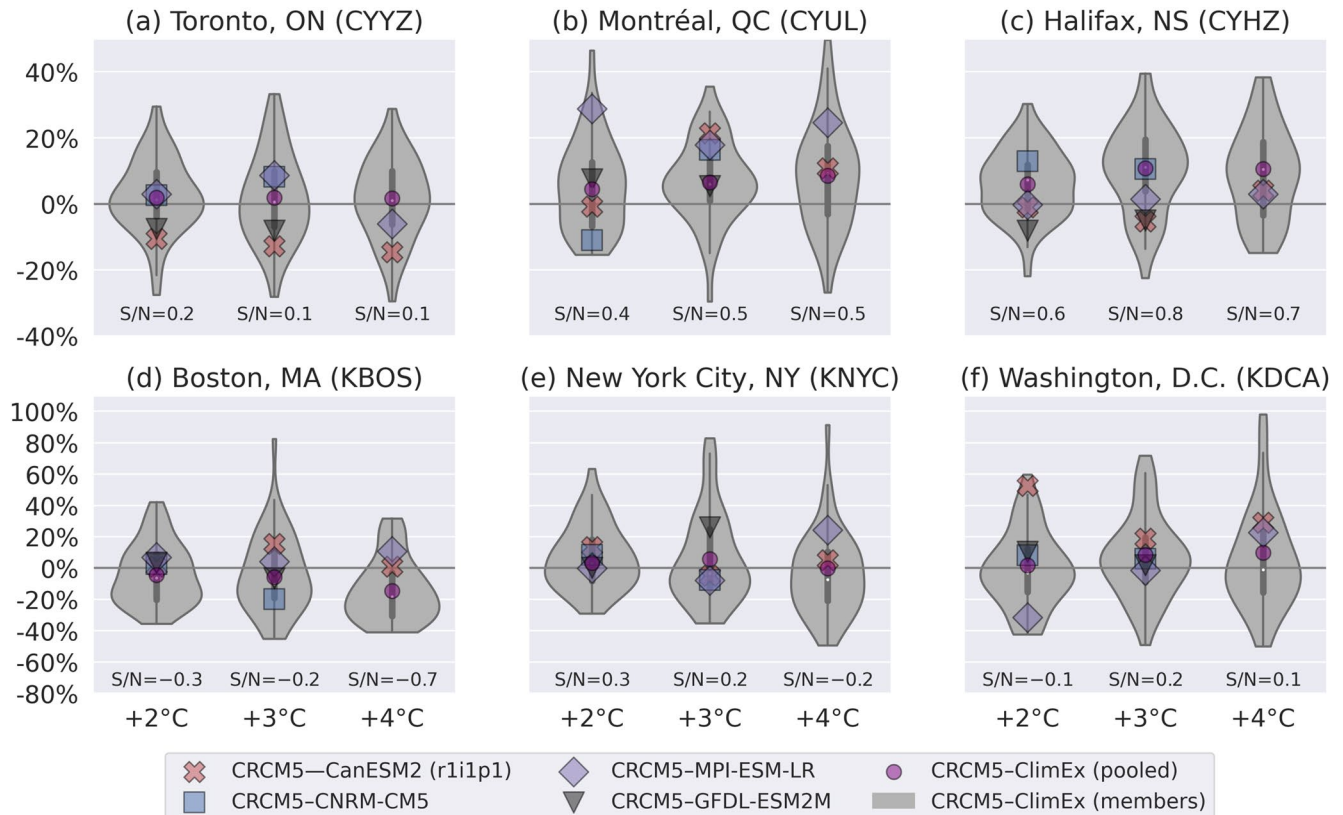 (a) Toronto, ON (CYYZ)
(b) Montréal, QC (CYUL)
(c) Halifax, NS (CYHZ)
40%
20%
0%
-20%
-40%
S/N=0.2 S/N=0.1 S/N=0.1
S/N=0.4 S/N=0.5 S/N=0.5
S/N=0.6 S/N=0.8 S/N=0.7
(d) Boston, MA (KBOS)
(e) New York City, NY (KNYC)
(f) Washington, D.C. (KDCA)
100%
80%
60%
40%
20%
0%
-20%
-40%
-60%
-80%
S/N=−0.3 S/N=−0.2 S/N=−0.7
S/N=0.3 S/N=0.2 S/N=−0.2
S/N=−0.1 S/N=0.2 S/N=0.1
+2°C +3°C +4°C
+2°C +3°C +4°C
+2°C +3°C +4°C
CRCM5—CanESM2 (r1i1p1)
CRCM5–MPI-ESM-LR
CRCM5–ClimEx (pooled)
CRCM5–CNRM-CM5
CRCM5–GFDL-ESM2M
CRCM5–ClimEx (members)